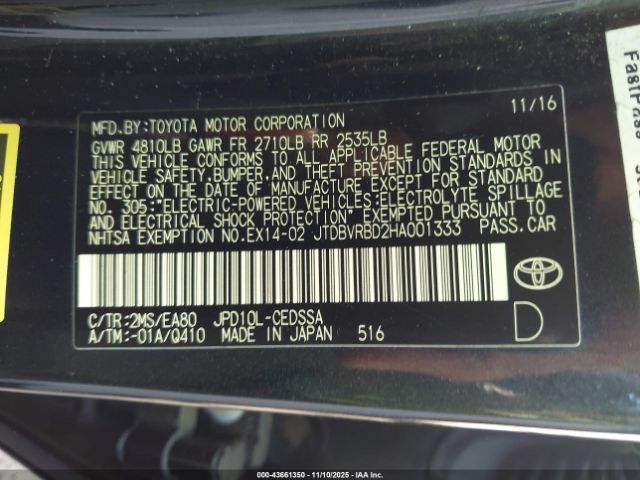 11/16
MFD.BY:TOYOTA MOTOR CORPORATION
GVWR 4810LB GAWR FR 2710LB RR 2535LB
THIS VEHICLE CONFORMS TO ALL APPLICABLE FEDERAL MOTOR
VEHICLE SAFETY,BUMPER,AND THEFT PREVENTION STANDARDS IN
EFFECT ON THE DATE OF MANUFACTURE EXCEPT FOR STANDARD
NO. 305:"ELECTRIC-POWERED VEHICLES:ELECTROLYTE SPILLAGE
AND ELECTRICAL SHOCK PROTECTION" EXEMPTED PURSUANT TO
NHTSA EXEMPTION NO.EX14-02 JTDBVRBD2HA001333 PASS.CAR
C/TR:2MS/EA80 JPD10L-CEDSSA
A/TM:-01A/Q410 MADE IN JAPAN 516
D
000-43661350 - 11/10/2025 - IAAI